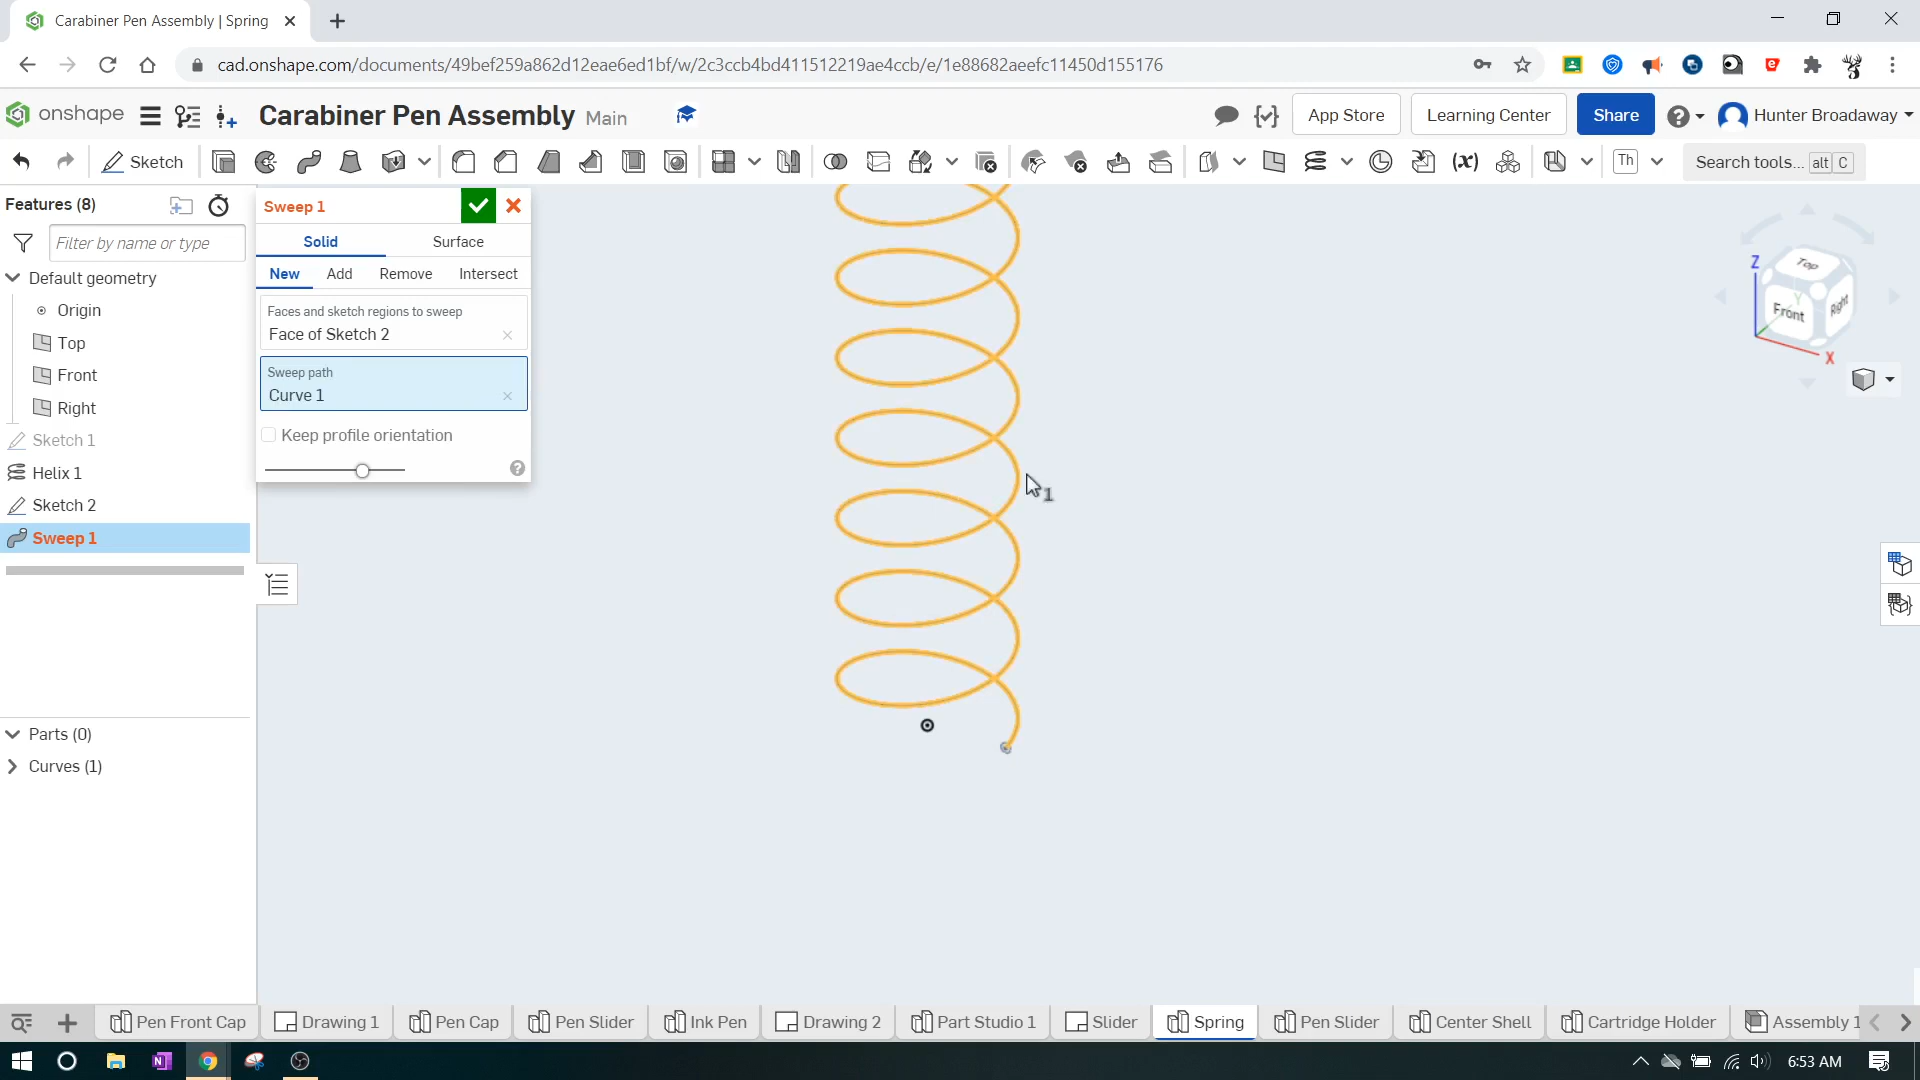 Carabiner Pen Assembly | Spring
cad.onshape.com/documents/49bef259a862d12eae6ed1bf/w/2c3ccb4bd411512219ae4ccb/e/1e88682aeefc11450d155176
onshape
Carabiner Pen Assembly Main
App Store
Learning Center
Share
Hunter Broadaway
Sketch
Th
Search tools... alt C
Features (8)
Filter by name or type
Default geometry
Origin
Top
Front
Right
Sketch 1
Helix 1
Sketch 2
Sweep 1
Parts (0)
Curves (1)
Sweep 1
Solid Surface
New Add Remove Intersect
Faces and sketch regions to sweep
Face of Sketch 2
Sweep path
Curve 1
Keep profile orientation
1
Z
Top
Y
Front
Right
X
Pen Front Cap
Drawing 1
Pen Cap
Pen Slider
Ink Pen
Drawing 2
Part Studio 1
Slider
Spring
Pen Slider
Center Shell
Cartridge Holder
Assembly 1
6:53 AM